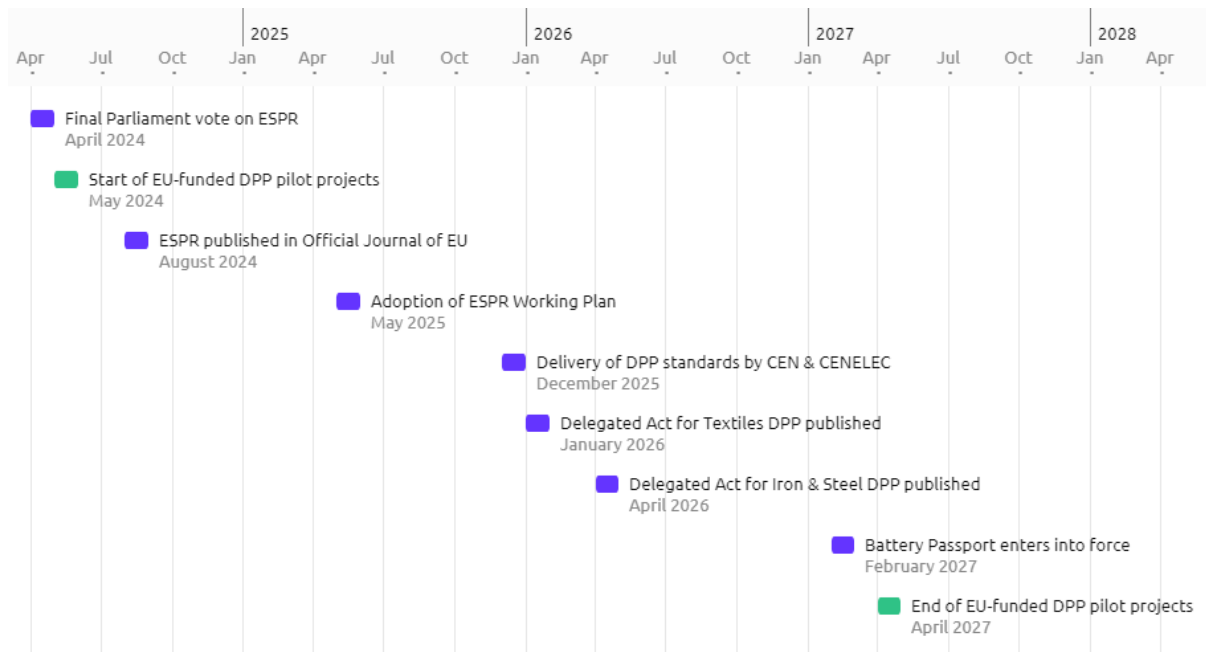 2025 2026 2027 2028
Apr Jul Oct Jan Apr Jul Oct Jan Apr Jul Oct Jan Apr Jul Oct Jan Apr
Final Parliament vote on ESPR
April 2024
Start of EU-funded DPP pilot projects
May 2024
ESPR published in Official Journal of EU
August 2024
Adoption of ESPR Working Plan
May 2025
Delivery of DPP standards by CEN & CENELEC
December 2025
Delegated Act for Textiles DPP published
January 2026
Delegated Act for Iron & Steel DPP published
April 2026
Battery Passport enters into force
February 2027
End of EU-funded DPP pilot projects
April 2027